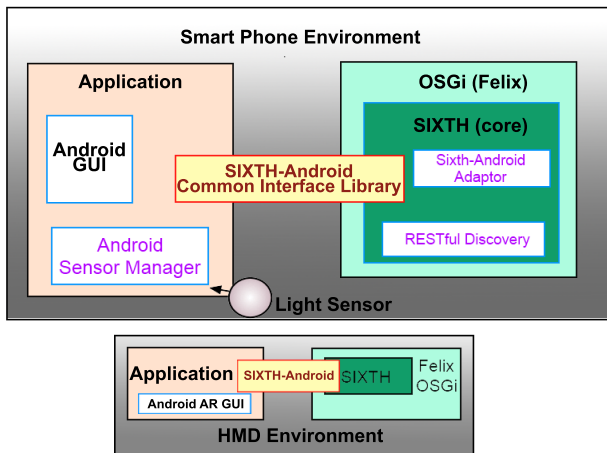 Smart Phone Environment
Application
OSGi (Felix)
SIXTH (core)
Android
GUI
SIXTH-Android
Common Interface Library
Sixth-Android
Adaptor
Android
Sensor Manager
RESTful Discovery
Light Sensor
Application
SIXTH-Android
SIXTH
Felix
OSGi
Android AR GUI
HMD Environment